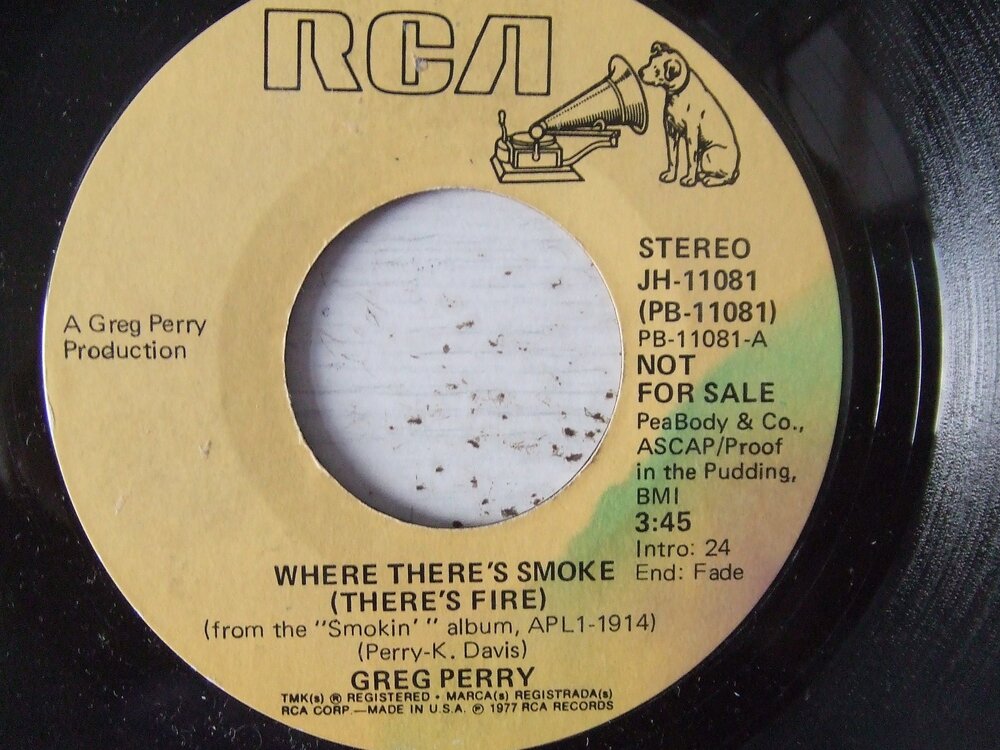 RCA
STEREO
JH-11081
(PB-11081)
PB-11081-A
NOT
FOR SALE
PeaBody & Co.,
ASCAP/Proof
in the Pudding,
BMI
3:45
Intro: 24
End: Fade
A Greg Perry
Production
WHERE THERE'S SMOKE
(THERE'S FIRE)
(from the "Smokin' " album, APL1-1914)
(Perry-K. Davis)
GREG PERRY
TMK(s) ® REGISTERED • MARCA(s) REGISTRADA(s)
RCA CORP.—MADE IN U.S.A. ℗ 1977 RCA RECORDS